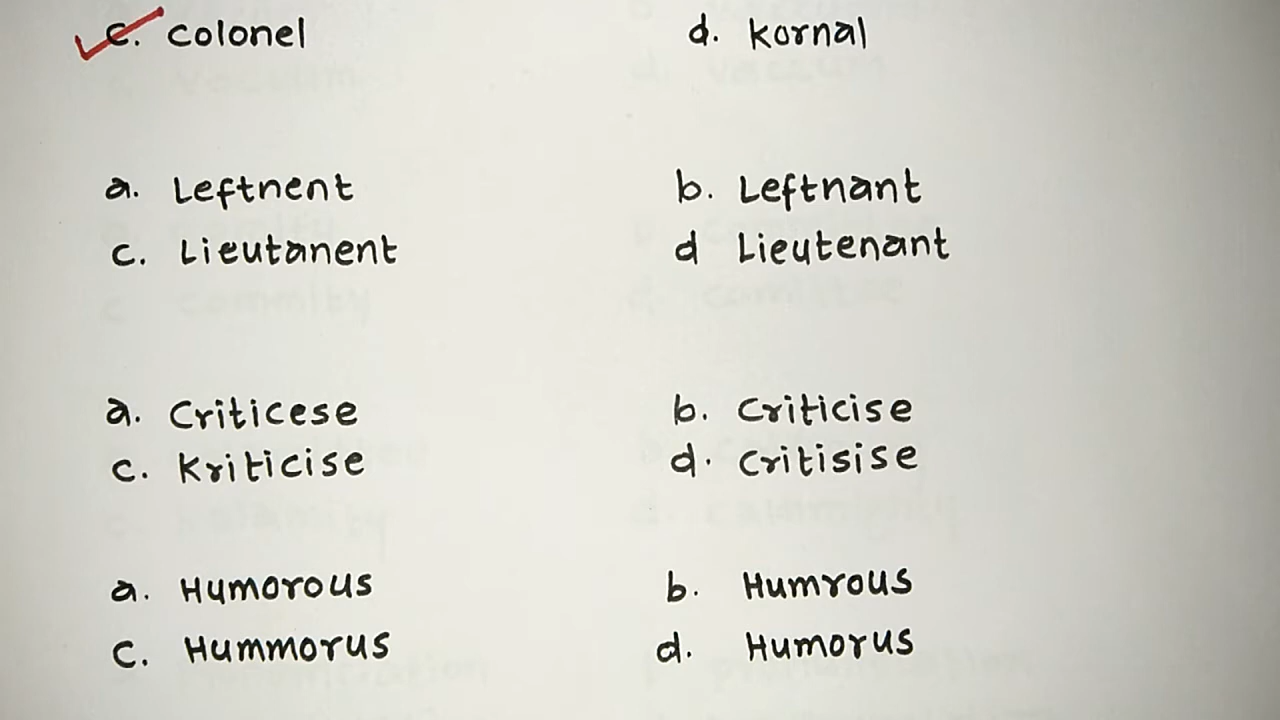 c. Colonel d. Kornal
a. Leftnent b. Leftnant
c. Lieutanent d Lieutenant
a. Criticese b. Criticise
c. Kriticise d. Critisise
a. Humorous b. Humrous
c. Hummorus d. Humorus